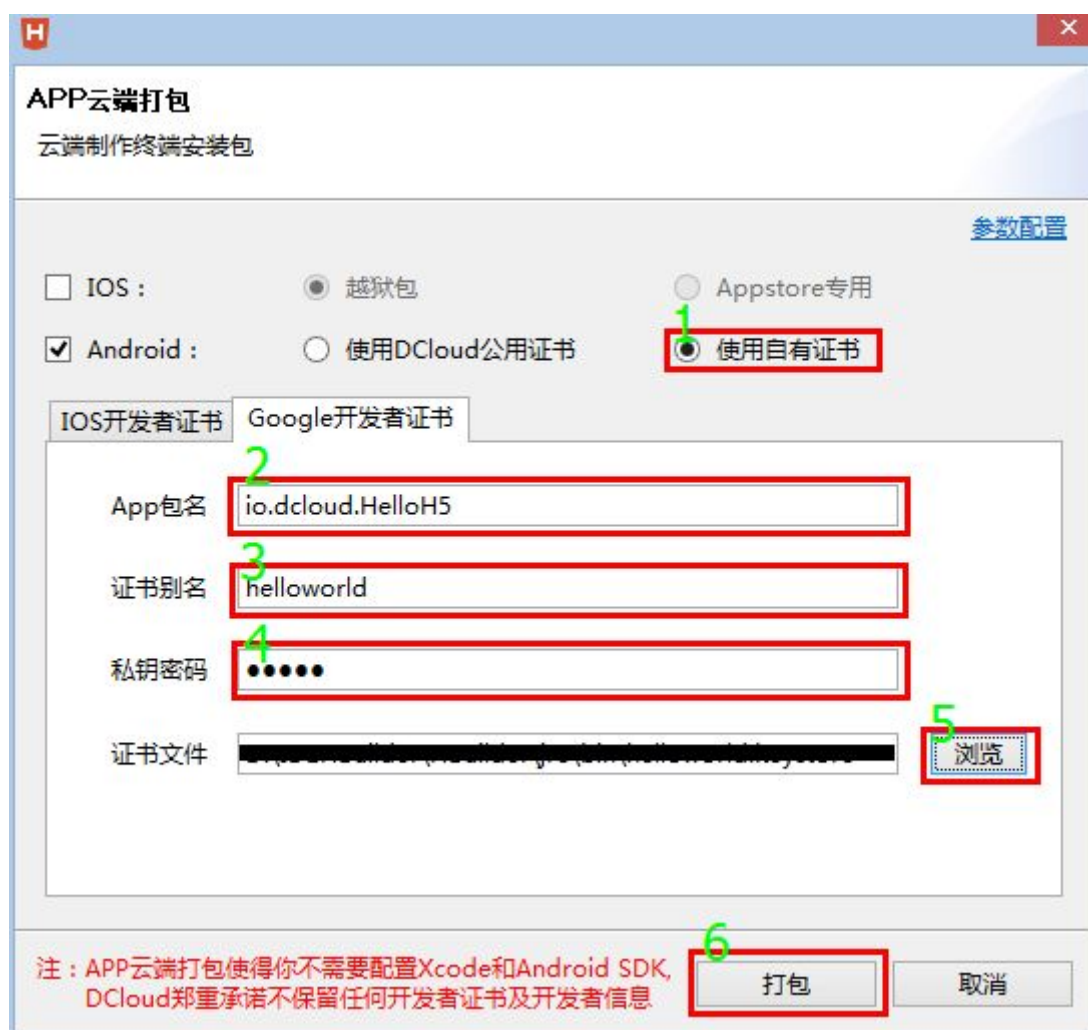 H
APP云端打包
云端制作终端安装包
参数配置
IOS : 越狱包 Appstore专用
1
Android : 使用DCloud公用证书 使用自有证书
IOS开发者证书 Google开发者证书
2
App包名 io.dcloud.HelloH5
3
证书别名 helloworld
4
私钥密码 ●●●●●
5
证书文件 浏览
6
注：APP云端打包使得你不需要配置Xcode和Android SDK,
DCloud郑重承诺不保留任何开发者证书及开发者信息
打包 取消